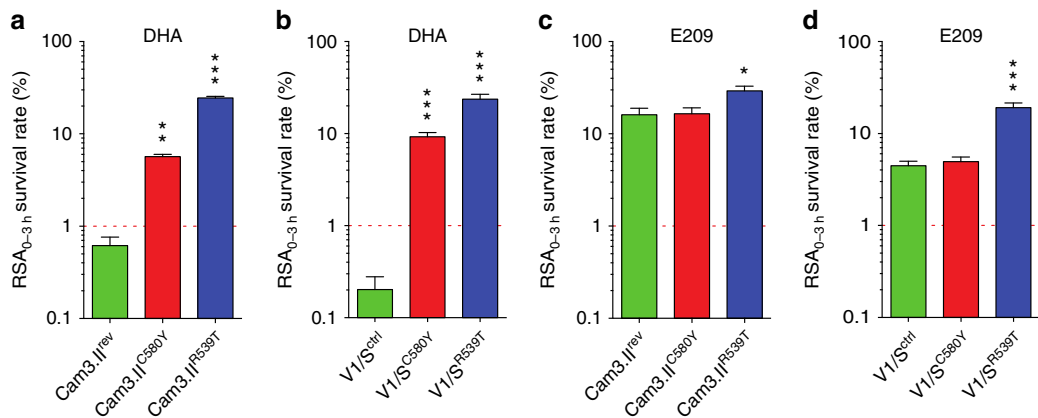 a
DHA
RSA0–3 h survival rate (%)
100
10
1
0.1
**
***
Cam3.IIrev
Cam3.IIC580Y
Cam3.IIR539T
b
DHA
RSA0–3 h survival rate (%)
100
10
1
0.1
***
***
V1/Sctrl
V1/SC580Y
V1/SR539T
c
E209
RSA0–3 h survival rate (%)
100
10
1
0.1
*
Cam3.IIrev
Cam3.IIC580Y
Cam3.IIR539T
d
E209
RSA0–3 h survival rate (%)
100
10
1
0.1
***
V1/Sctrl
V1/SC580Y
V1/SR539T